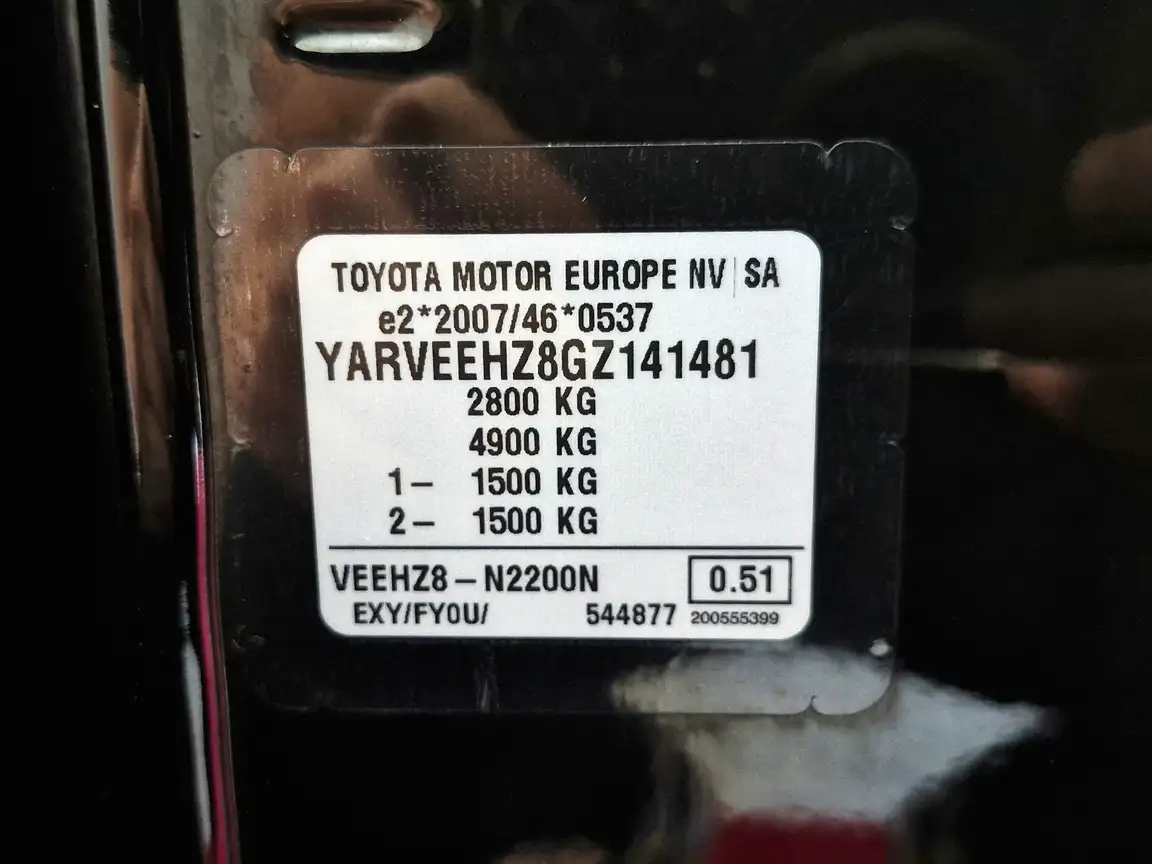 TOYOTA MOTOR EUROPE NV SA
e2*2007/46*0537
YARVEEHZ8GZ141481
2800 KG
4900 KG
1– 1500 KG
2– 1500 KG
VEEHZ8–N2200N 0.51
EXY/FY0U/ 544877 200555399